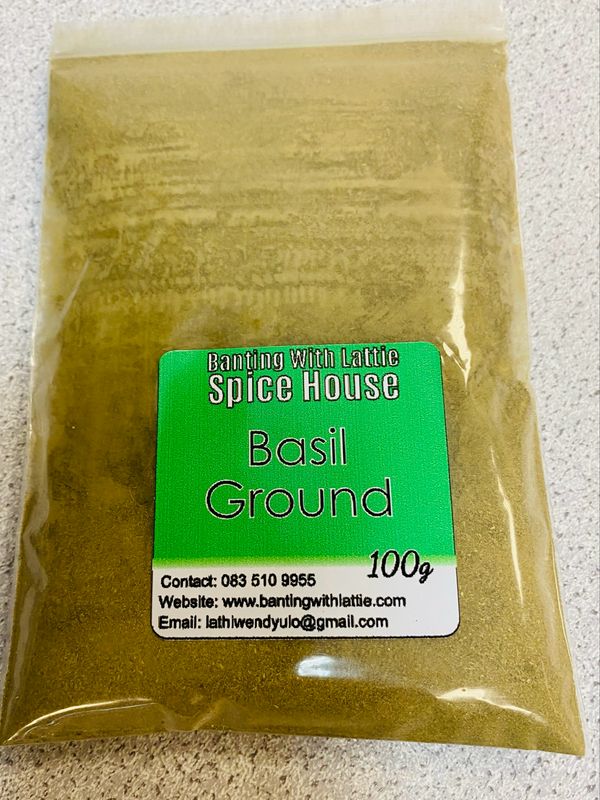 Banting With Lattie
Spice House
Basil
Ground
100g
Contact: 083 510 9955
Website: www.bantingwithlattie.com
Email: lathiwendyulo@gmail.com